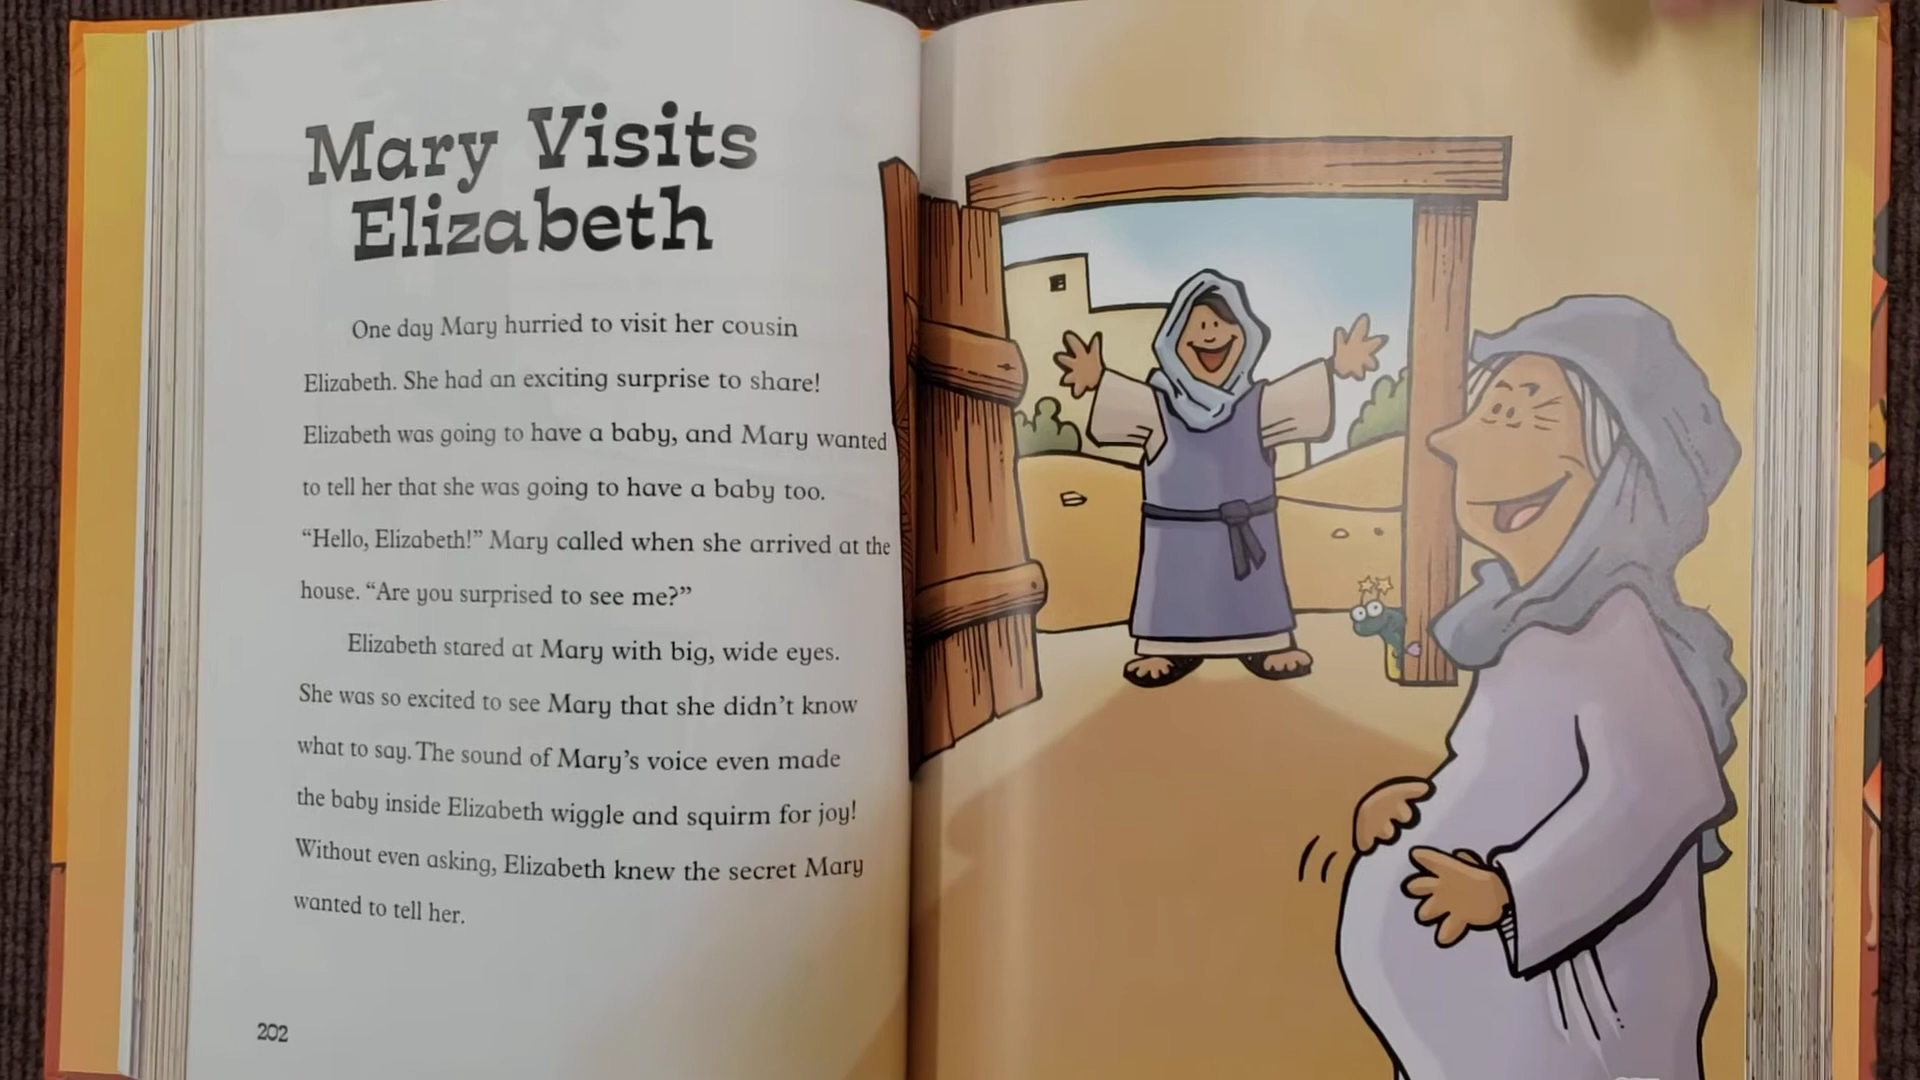 Mary Visits
Elizabeth
One day Mary hurried to visit her cousin
Elizabeth. She had an exciting surprise to share!
Elizabeth was going to have a baby, and Mary wanted
to tell her that she was going to have a baby too.
“Hello, Elizabeth!” Mary called when she arrived at the
house. “Are you surprised to see me?”
Elizabeth stared at Mary with big, wide eyes.
She was so excited to see Mary that she didn’t know
what to say. The sound of Mary’s voice even made
the baby inside Elizabeth wiggle and squirm for joy!
Without even asking, Elizabeth knew the secret Mary
wanted to tell her.
202